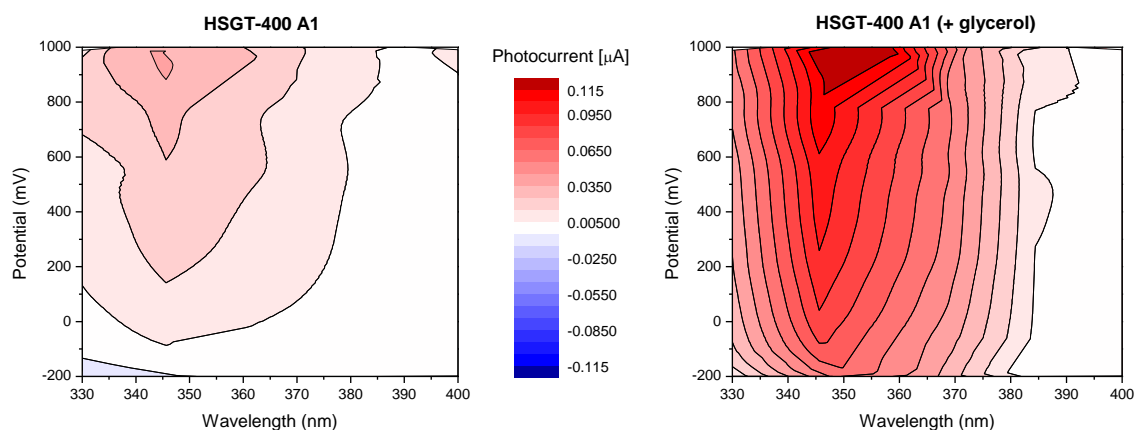 HSGT-400 A1
1000
800
600
400
200
0
-200
Potential (mV)
330 340 350 360 370 380 390 400
Wavelength (nm)
Photocurrent [μA]
0.115
0.0950
0.0650
0.0350
0.00500
-0.0250
-0.0550
-0.0850
-0.115
HSGT-400 A1 (+ glycerol)
1000
800
600
400
200
0
-200
Potential (mV)
330 340 350 360 370 380 390 400
Wavelength (nm)